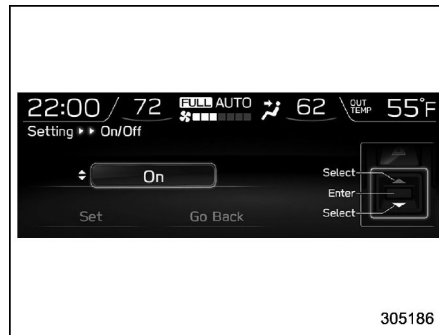 22:00 / 72 FULL AUTO 62 OUT TEMP 55°F
Setting ▸▸ On/Off
On
Select
Enter
Select
Set Go Back
305186